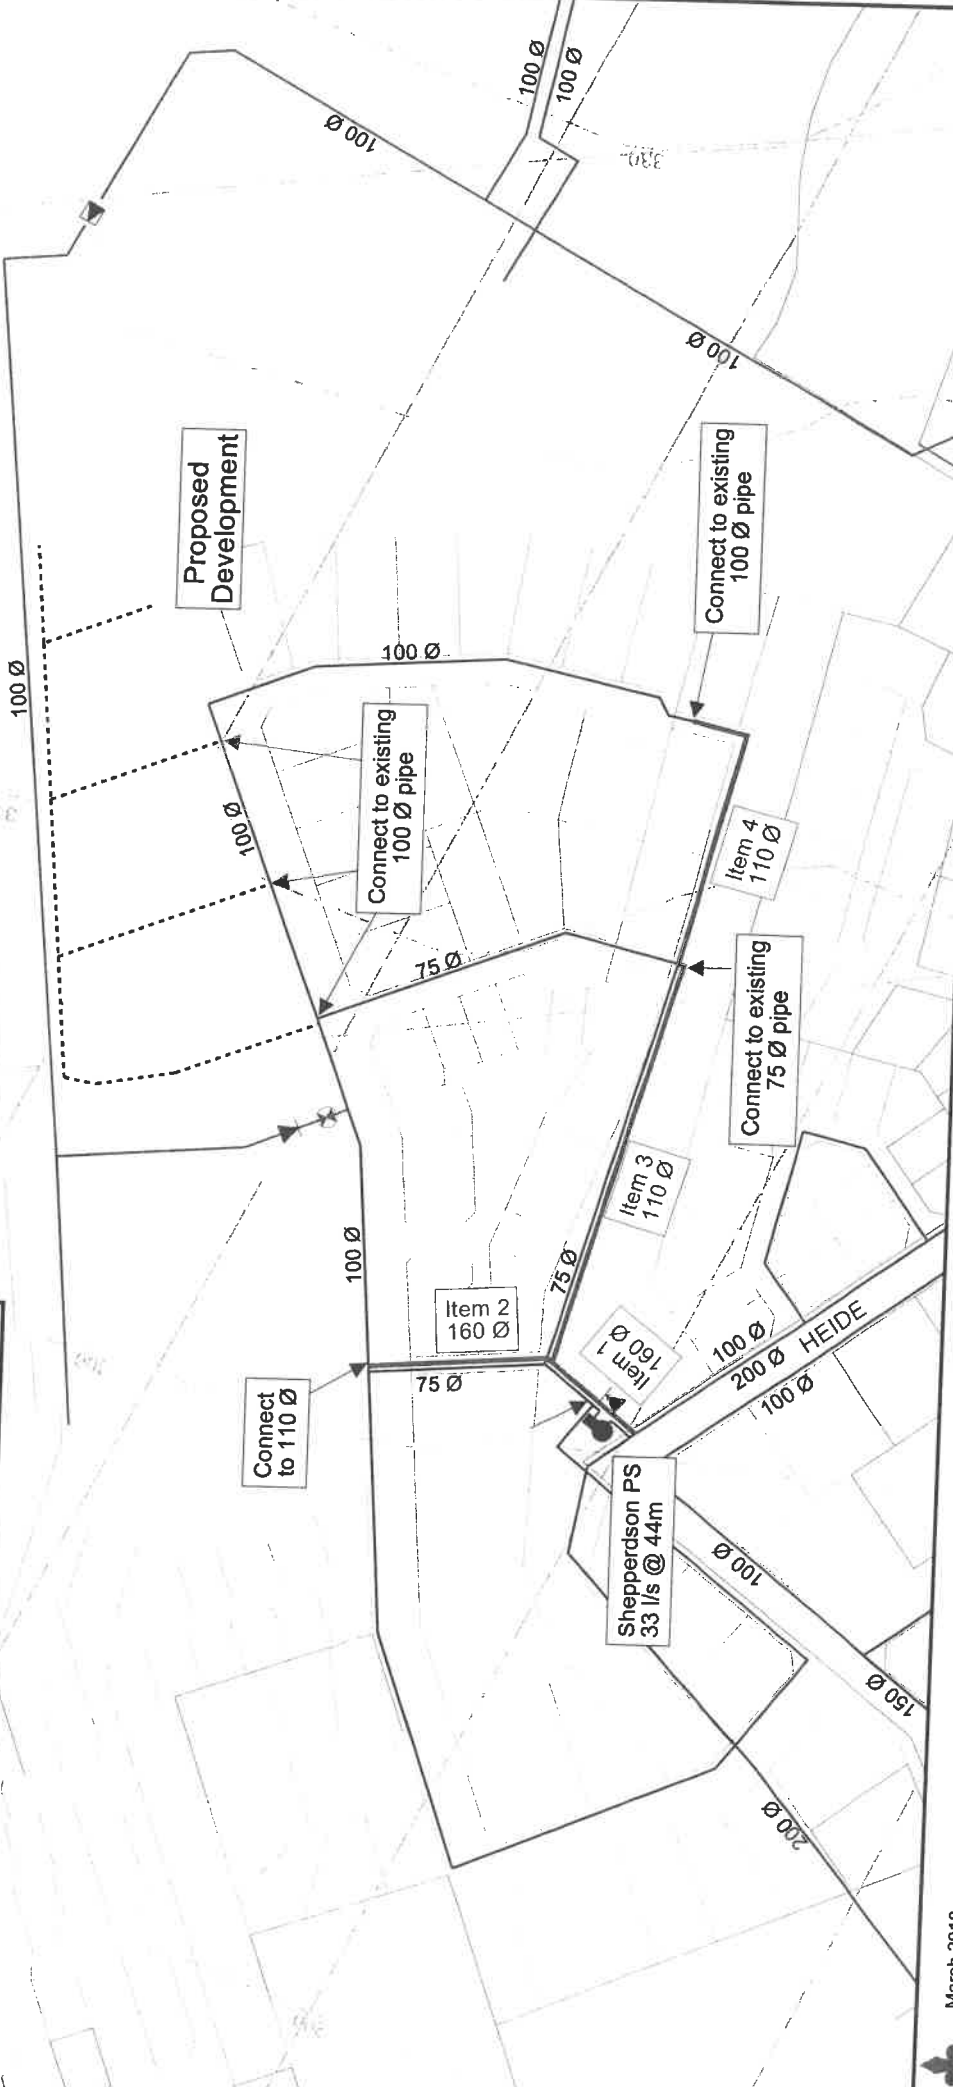 100 Ø
100 Ø
100 Ø
100 Ø
100 Ø
Proposed
Development
100 Ø
100 Ø
Connect to existing
100 Ø pipe
100 Ø
Connect to existing
100 Ø pipe
75 Ø
Item 4
110 Ø
Connect to existing
75 Ø pipe
Item 3
110 Ø
75 Ø
100 Ø
Item 2
160 Ø
75 Ø
Connect
to 110 Ø
Item 1
160 Ø
100 Ø
200 Ø
HEIDE
100 Ø
Shepperdson PS
33 l/s @ 44m
100 Ø
150 Ø
200 Ø